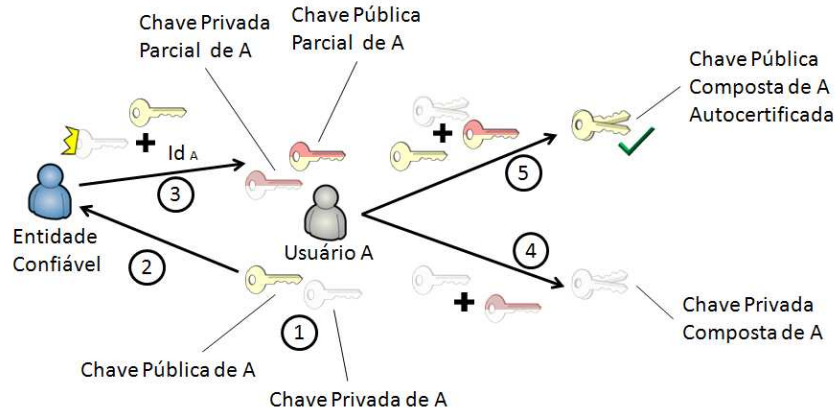 Chave Privada
Parcial de A
Chave Pública
Parcial de A
Chave Pública
Composta de A
Autocertificada
Id A
3
5
Entidade
Confiável
2
Usuário A
4
1
Chave Privada
Composta de A
Chave Pública de A
Chave Privada de A